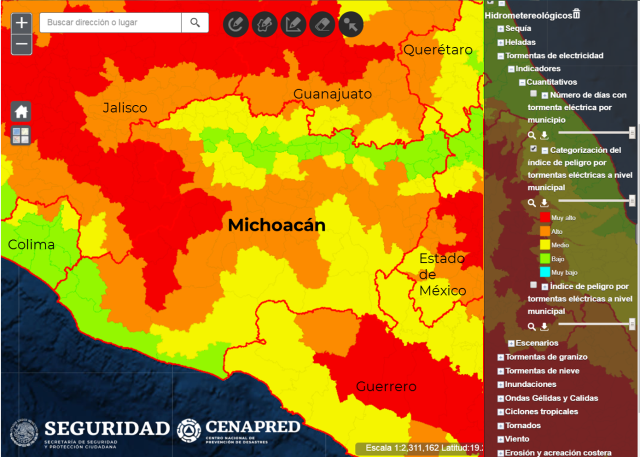 Buscar dirección o lugar
Querétaro
Guanajuato
Jalisco
Michoacán
Colima
Estado
de
México
Guerrero
SEGURIDAD
SECRETARÍA DE SEGURIDAD
Y PROTECCIÓN CIUDADANA
CENAPRED
CENTRO NACIONAL DE
PREVENCIÓN DE DESASTRES
Escala 1:2,311,162 Latitud:19.
Hidrometereológicos
Sequía
Heladas
Tormentas de electricidad
Indicadores
Cuantitativos
Número de días con
tormenta eléctrica por
municipio
Categorización del
índice de peligro por
tormentas eléctricas a nivel
municipal
Muy alto
Alto
Medio
Bajo
Muy bajo
Índice de peligro por
tormentas eléctricas a nivel
municipal
Escenarios
Tormentas de granizo
Tormentas de nieve
Inundaciones
Ondas Gélidas y Calidas
Ciclones tropicales
Tornados
Viento
Erosión y acreación costera